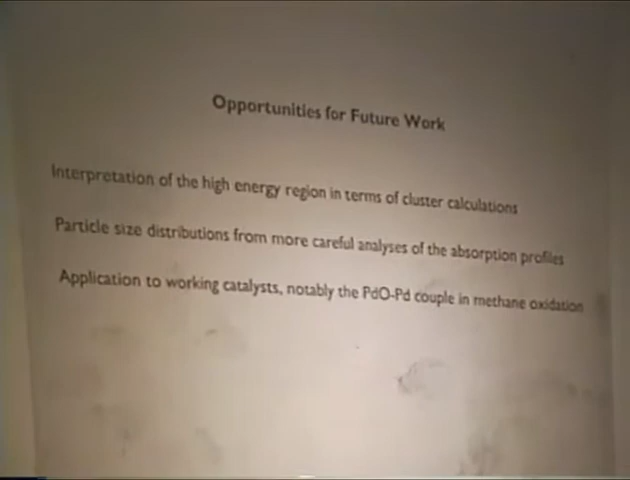 Opportunities for Future Work
Interpretation of the high energy region in terms of cluster calculations
Particle size distributions from more careful analyses of the absorption profiles
Application to working catalysts, notably the PdO-Pd couple in methane oxidation